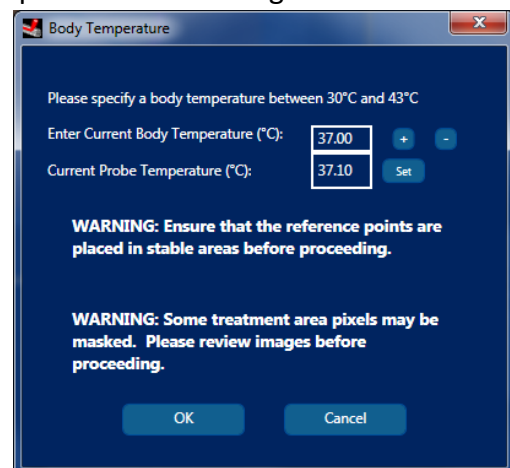 Body Temperature
x
Please specify a body temperature between 30°C and 43°C
Enter Current Body Temperature (°C): 37.00 + -
Current Probe Temperature (°C): 37.10 Set
WARNING: Ensure that the reference points are
placed in stable areas before proceeding.
WARNING: Some treatment area pixels may be
masked. Please review images before
proceeding.
OK Cancel